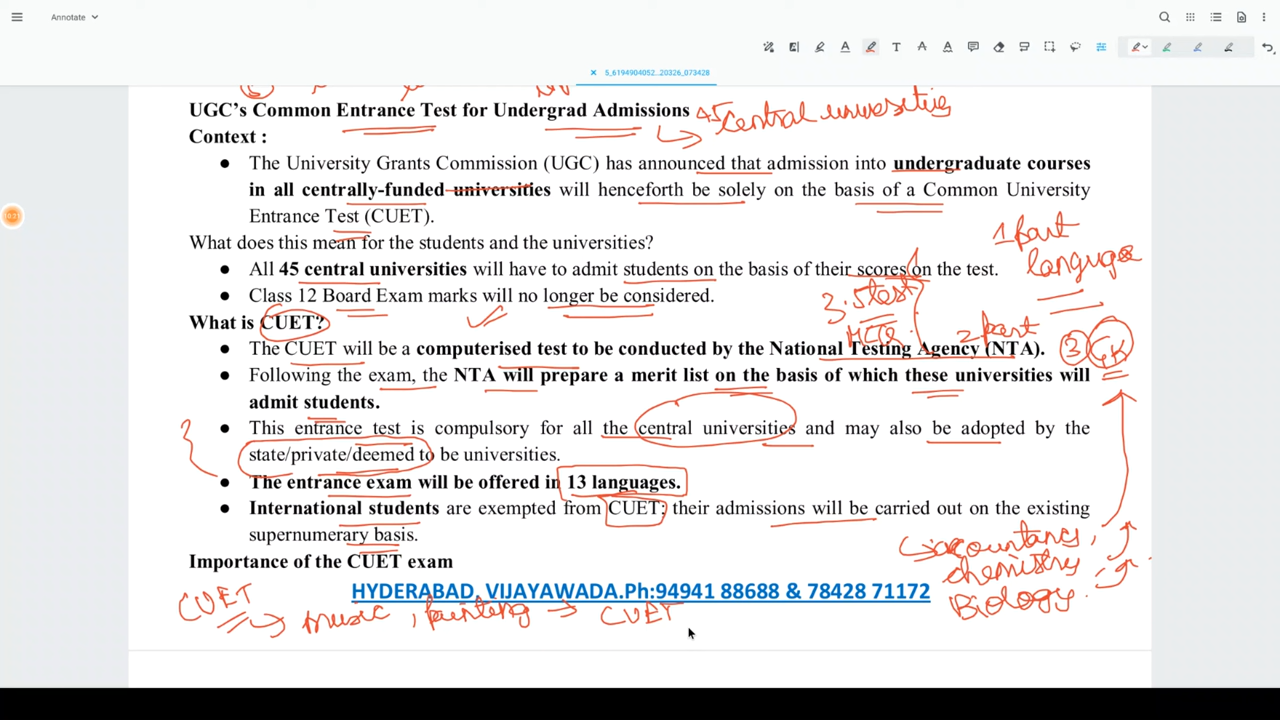 Annotate
5_6194904052...20326_073428
UGC's Common Entrance Test for Undergrad Admissions
45 central universities
Context :
● The University Grants Commission (UGC) has announced that admission into undergraduate courses
in all centrally-funded universities will henceforth be solely on the basis of a Common University
Entrance Test (CUET).
What does this mean for the students and the universities?
1 part
language
● All 45 central universities will have to admit students on the basis of their scores on the test.
● Class 12 Board Exam marks will no longer be considered.
3.5 test
MCQ
2 part
3 GK
What is CUET?
● The CUET will be a computerised test to be conducted by the National Testing Agency (NTA).
● Following the exam, the NTA will prepare a merit list on the basis of which these universities will
admit students.
● This entrance test is compulsory for all the central universities and may also be adopted by the
state/private/deemed to be universities.
● The entrance exam will be offered in 13 languages.
● International students are exempted from CUET; their admissions will be carried out on the existing
supernumerary basis.
accountancy,
chemistry
Biology
Importance of the CUET exam
HYDERABAD, VIJAYAWADA.Ph:94941 88688 & 78428 71172
CUET
music, painting → CUET